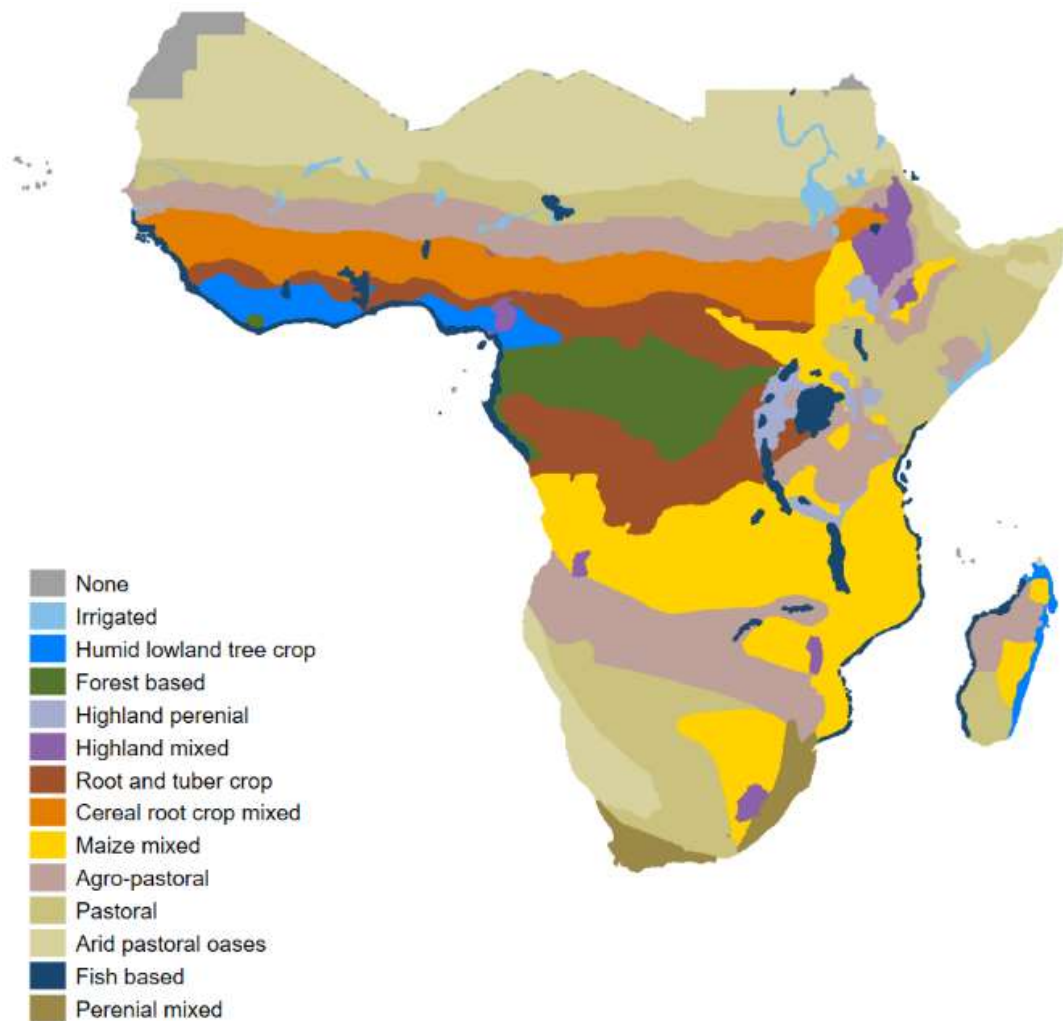 None
Irrigated
Humid lowland tree crop
Forest based
Highland perenial
Highland mixed
Root and tuber crop
Cereal root crop mixed
Maize mixed
Agro-pastoral
Pastoral
Arid pastoral oases
Fish based
Perenial mixed